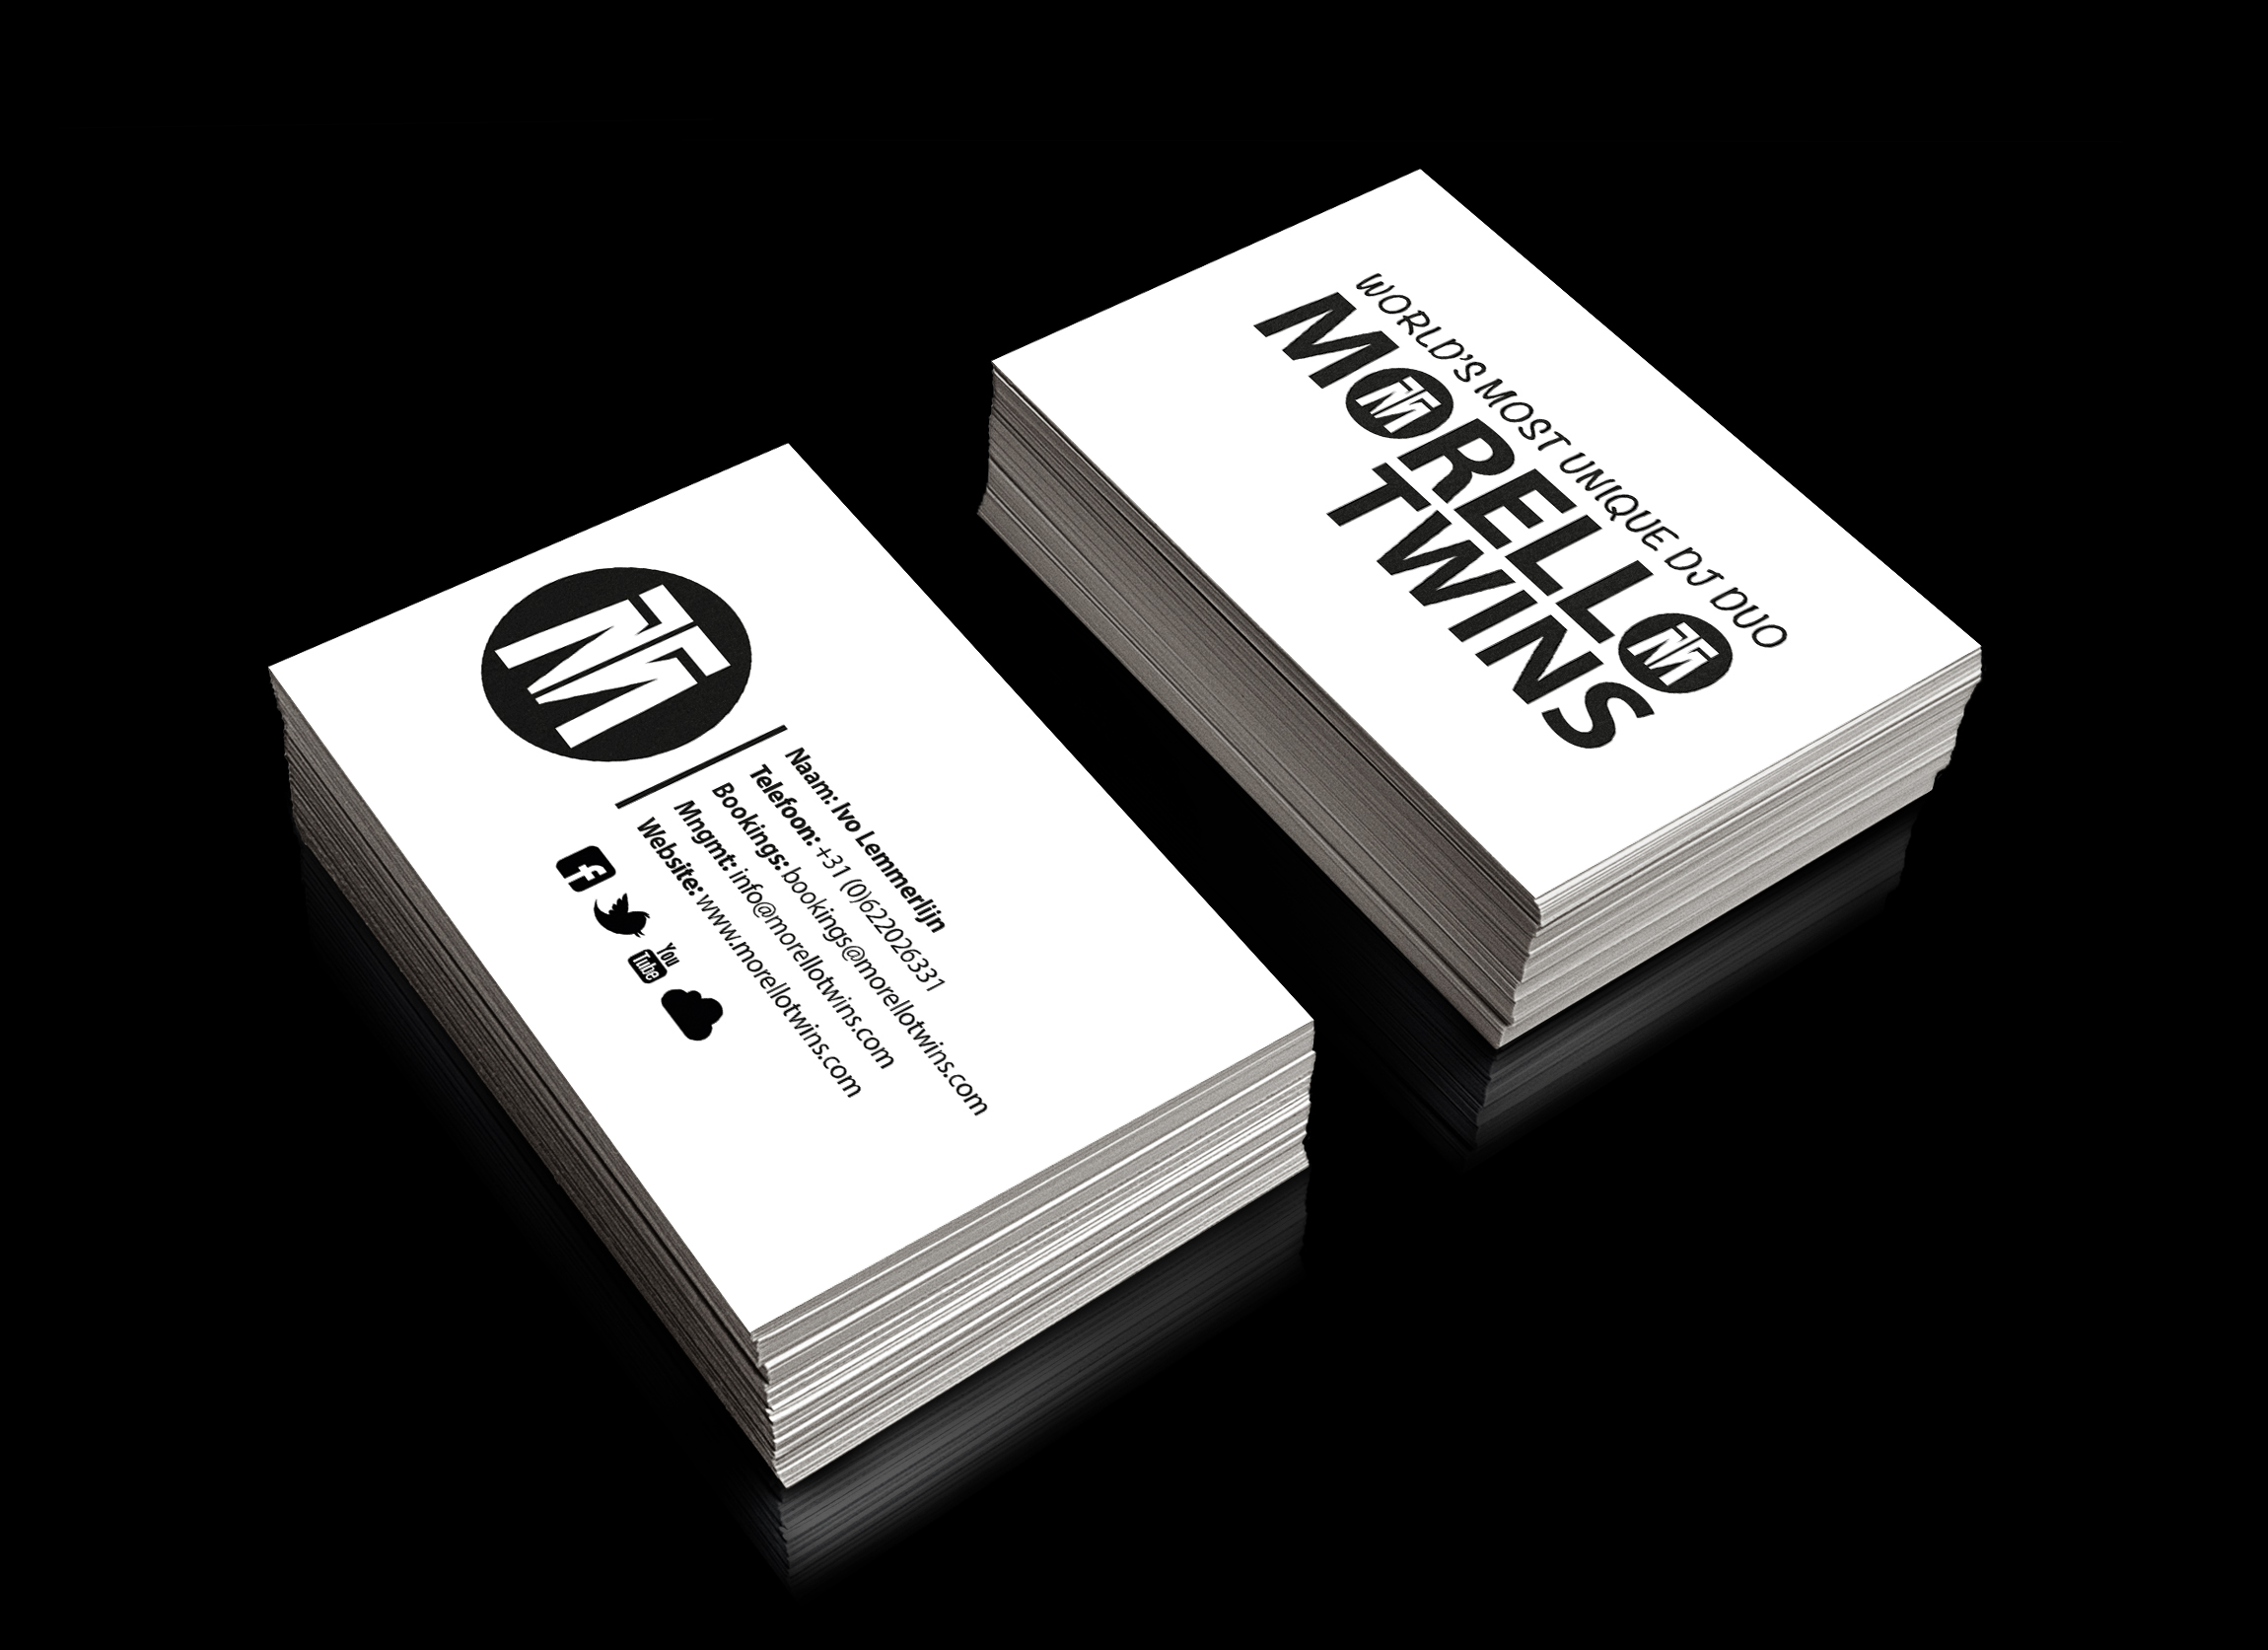 Naam: Ivo Lemmerlijn
Telefoon: +31 (0)622026331
Bookings: bookings@morellotwins.com
Mngmt: info@morellotwins.com
Website: www.morellotwins.com
You
Tube
WORLD'S MOST UNIQUE DJ DUO
MORELLO
TWINS